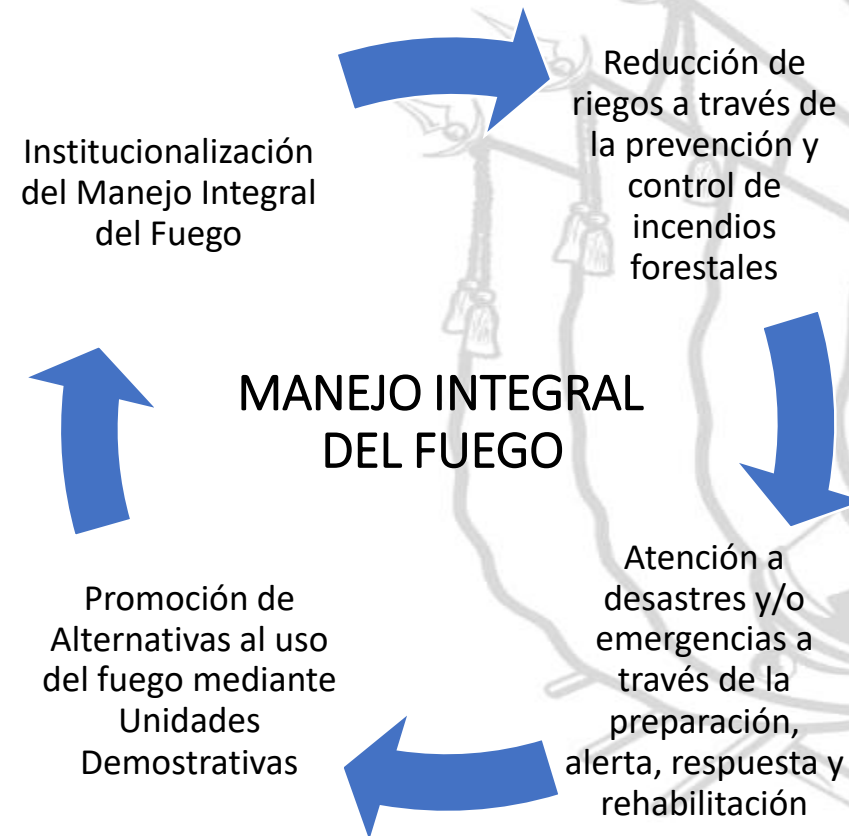 Institucionalización
del Manejo Integral
del Fuego
Reducción de
riegos a través de
la prevención y
control de
incendios
forestales
MANEJO INTEGRAL
DEL FUEGO
Promoción de
Alternativas al uso
del fuego mediante
Unidades
Demostrativas
Atención a
desastres y/o
emergencias a
través de la
preparación,
alerta, respuesta y
rehabilitación